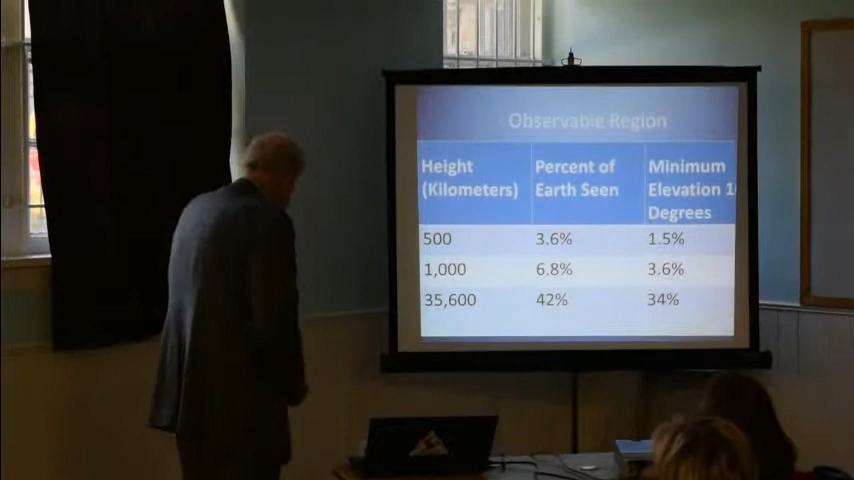 Observable Region
Height Percent of Minimum
(Kilometers) Earth Seen Elevation 1
Degrees
500 3.6% 1.5%
1,000 6.8% 3.6%
35,600 42% 34%